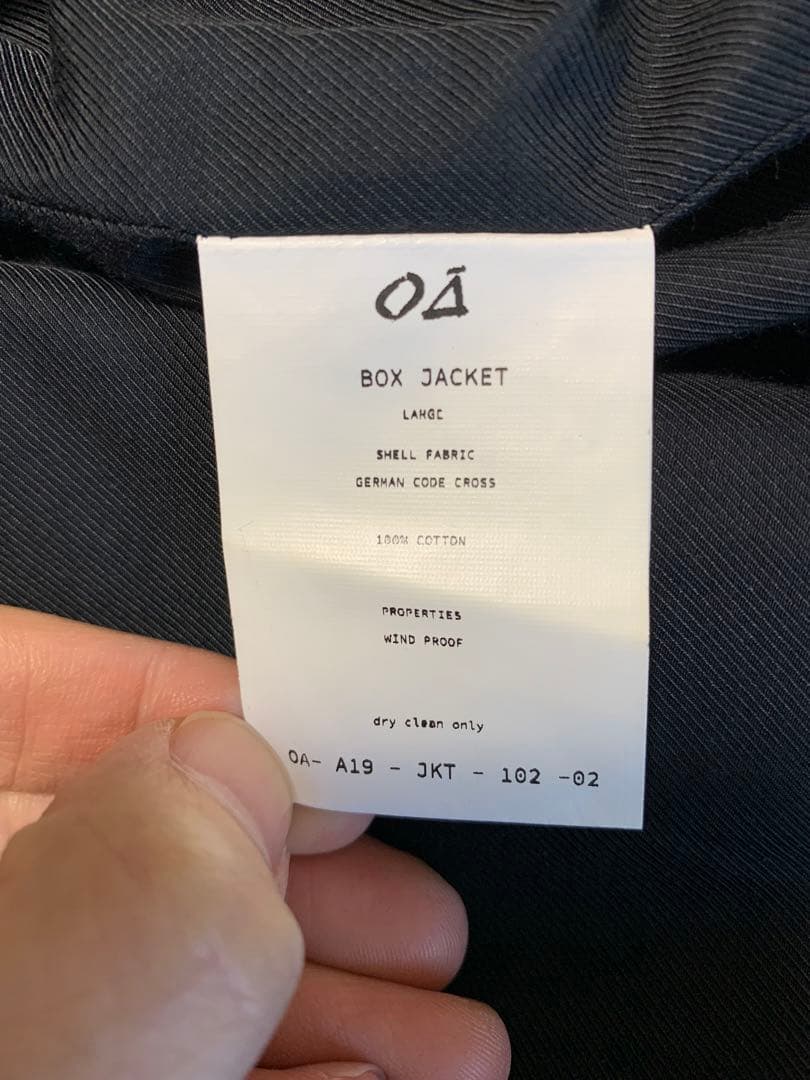 OĀ
BOX JACKET
LARGE
SHELL FABRIC
GERMAN CODE CROSS
100% COTTON
PROPERTIES
WIND PROOF
dry clean only
OA- A19 - JKT - 102 -02